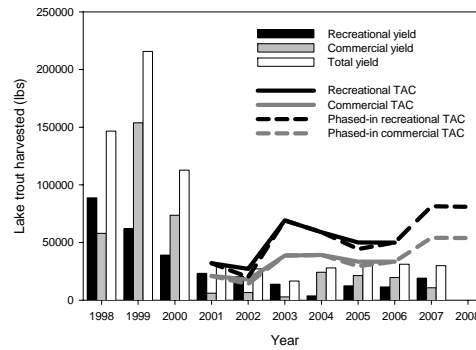 250000
200000
150000
100000
50000
0
Lake trout harvested (lbs)
Recreational yield
Commercial yield
Total yield
Recreational TAC
Commercial TAC
Phased-in recreational TAC
Phased-in commercial TAC
1998 1999 2000 2001 2002 2003 2004 2005 2006 2007 2008
Year